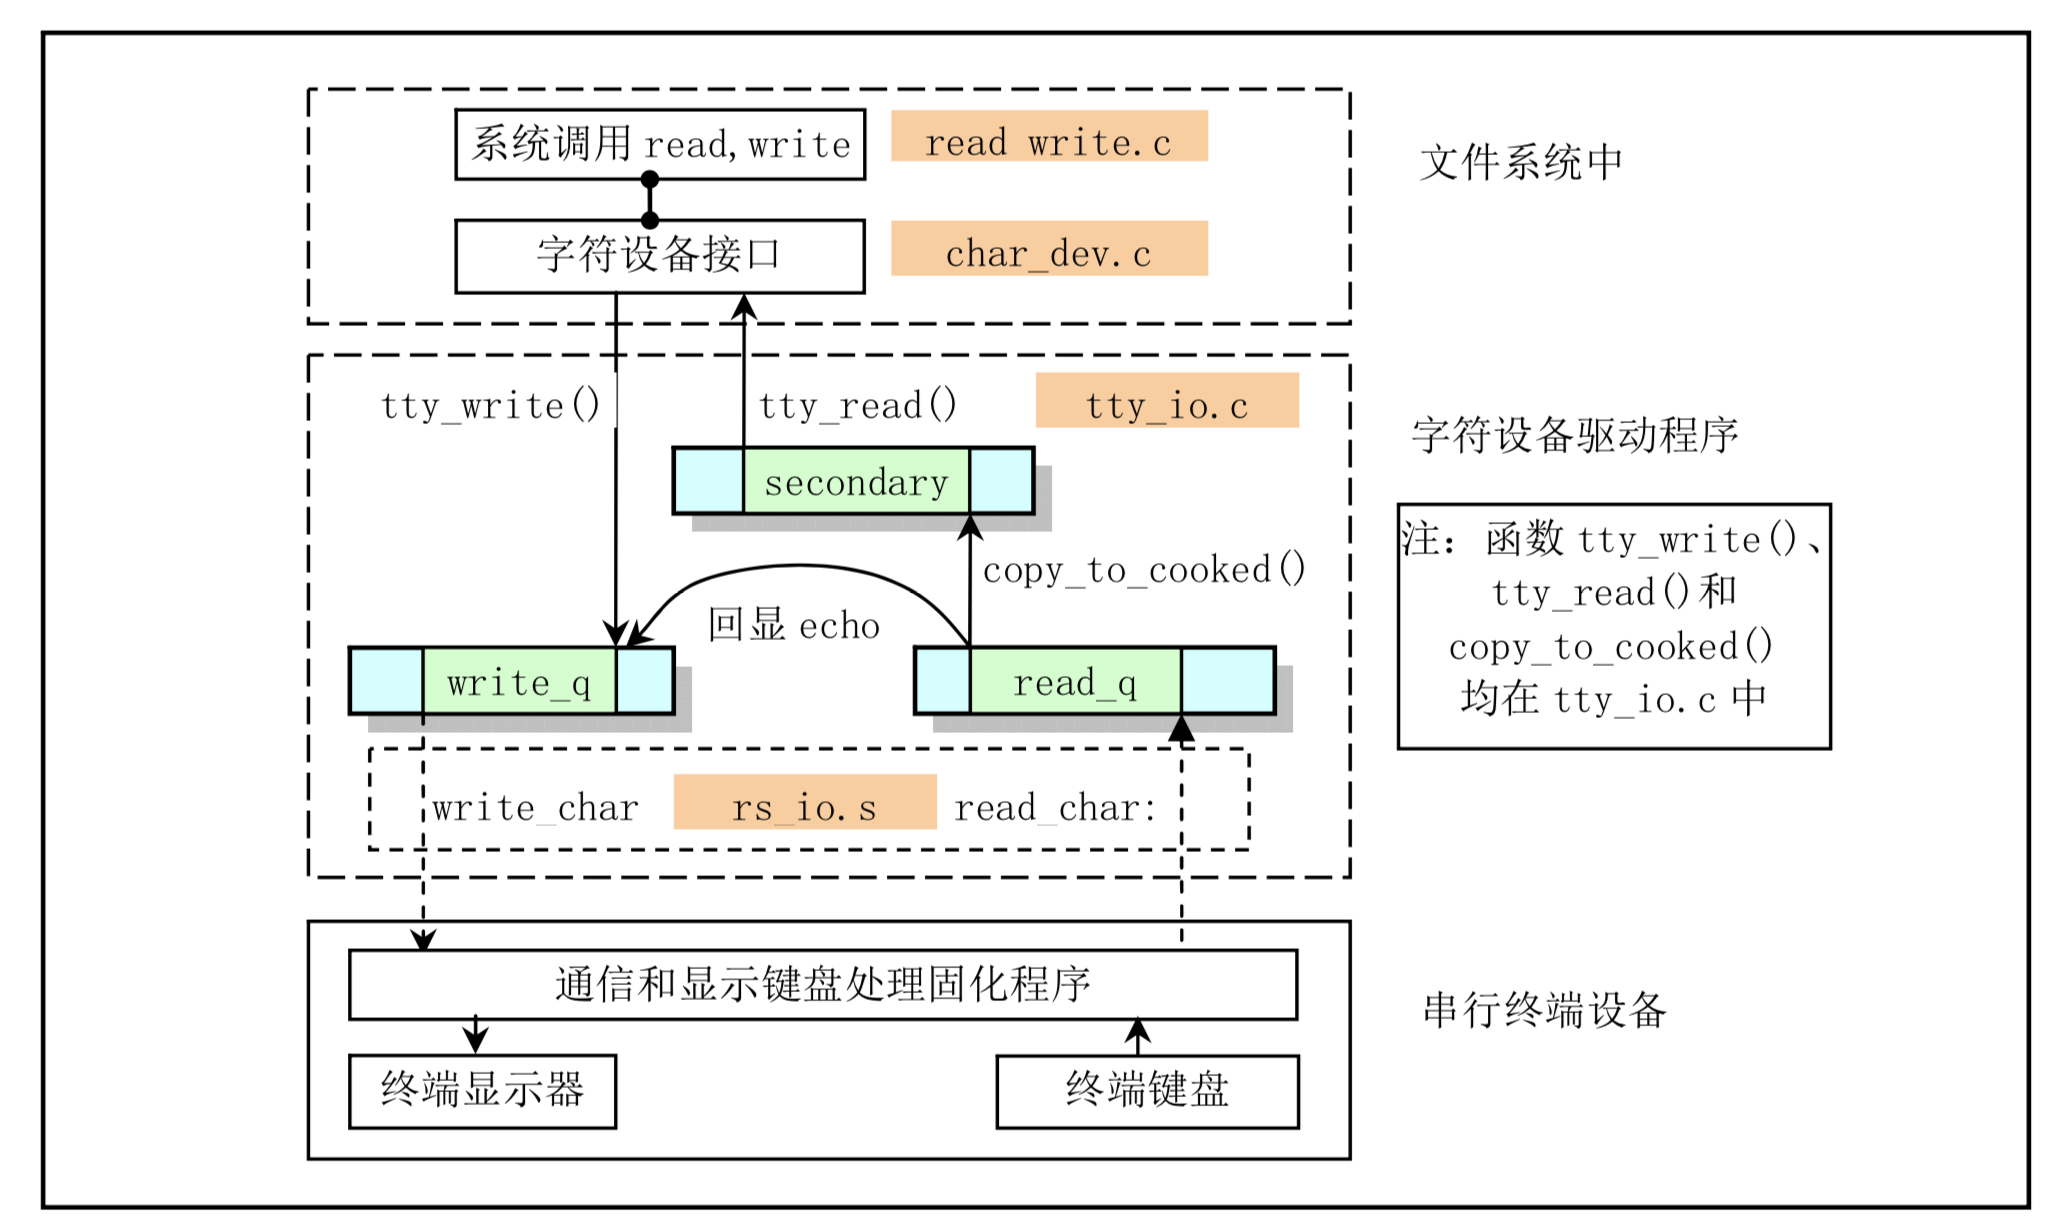 系统调用 read,write
read write.c
文件系统中
字符设备接口
char_dev.c
tty_write()
tty_read()
tty_io.c
字符设备驱动程序
secondary
注：函数 tty_write()、
tty_read()和
copy_to_cooked()
均在 tty_io.c 中
copy_to_cooked()
回显 echo
write_q
read_q
write_char
rs_io.s
read_char:
通信和显示键盘处理固化程序
串行终端设备
终端显示器
终端键盘